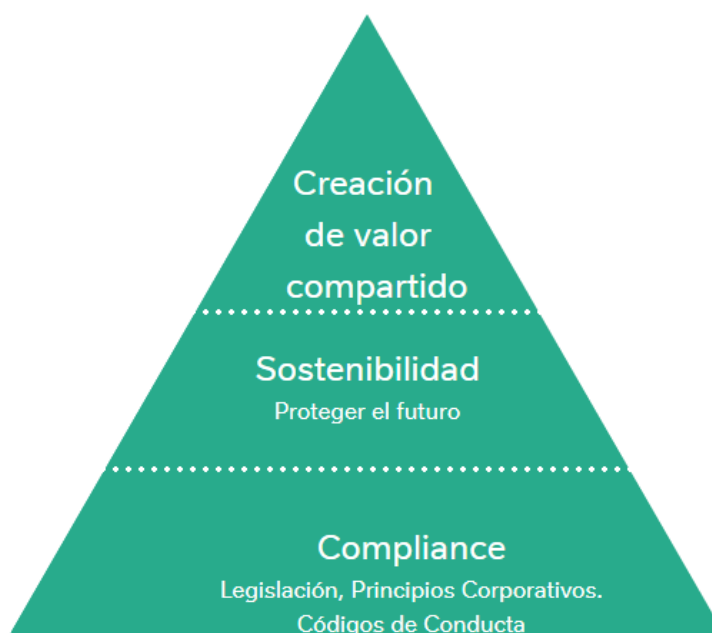 Creación
de valor
compartido
Sostenibilidad
Proteger el futuro
Compliance
Legislación, Principios Corporativos.
Códigos de Conducta